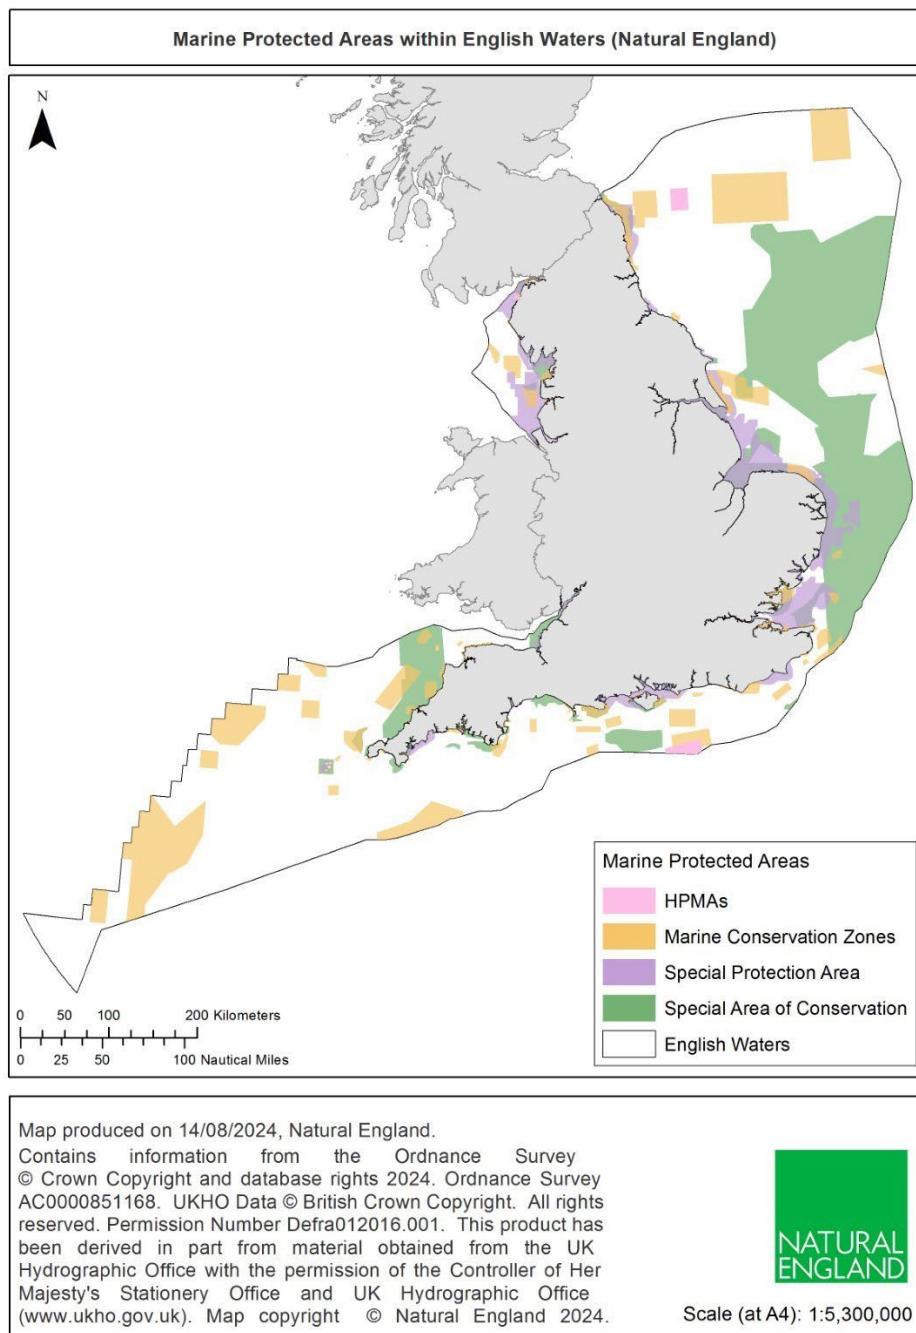 Marine Protected Areas within English Waters (Natural England)
N
Marine Protected Areas
HPMAs
Marine Conservation Zones
Special Protection Area
Special Area of Conservation
English Waters
0 50 100 200 Kilometers
0 25 50 100 Nautical Miles
Map produced on 14/08/2024, Natural England.
Contains information from the Ordnance Survey
© Crown Copyright and database rights 2024. Ordnance Survey
AC0000851168. UKHO Data © British Crown Copyright. All rights
reserved. Permission Number Defra012016.001. This product has
been derived in part from material obtained from the UK
Hydrographic Office with the permission of the Controller of Her
Majesty's Stationery Office and UK Hydrographic Office
(www.ukho.gov.uk). Map copyright © Natural England 2024.
NATURAL
ENGLAND
Scale (at A4): 1:5,300,000